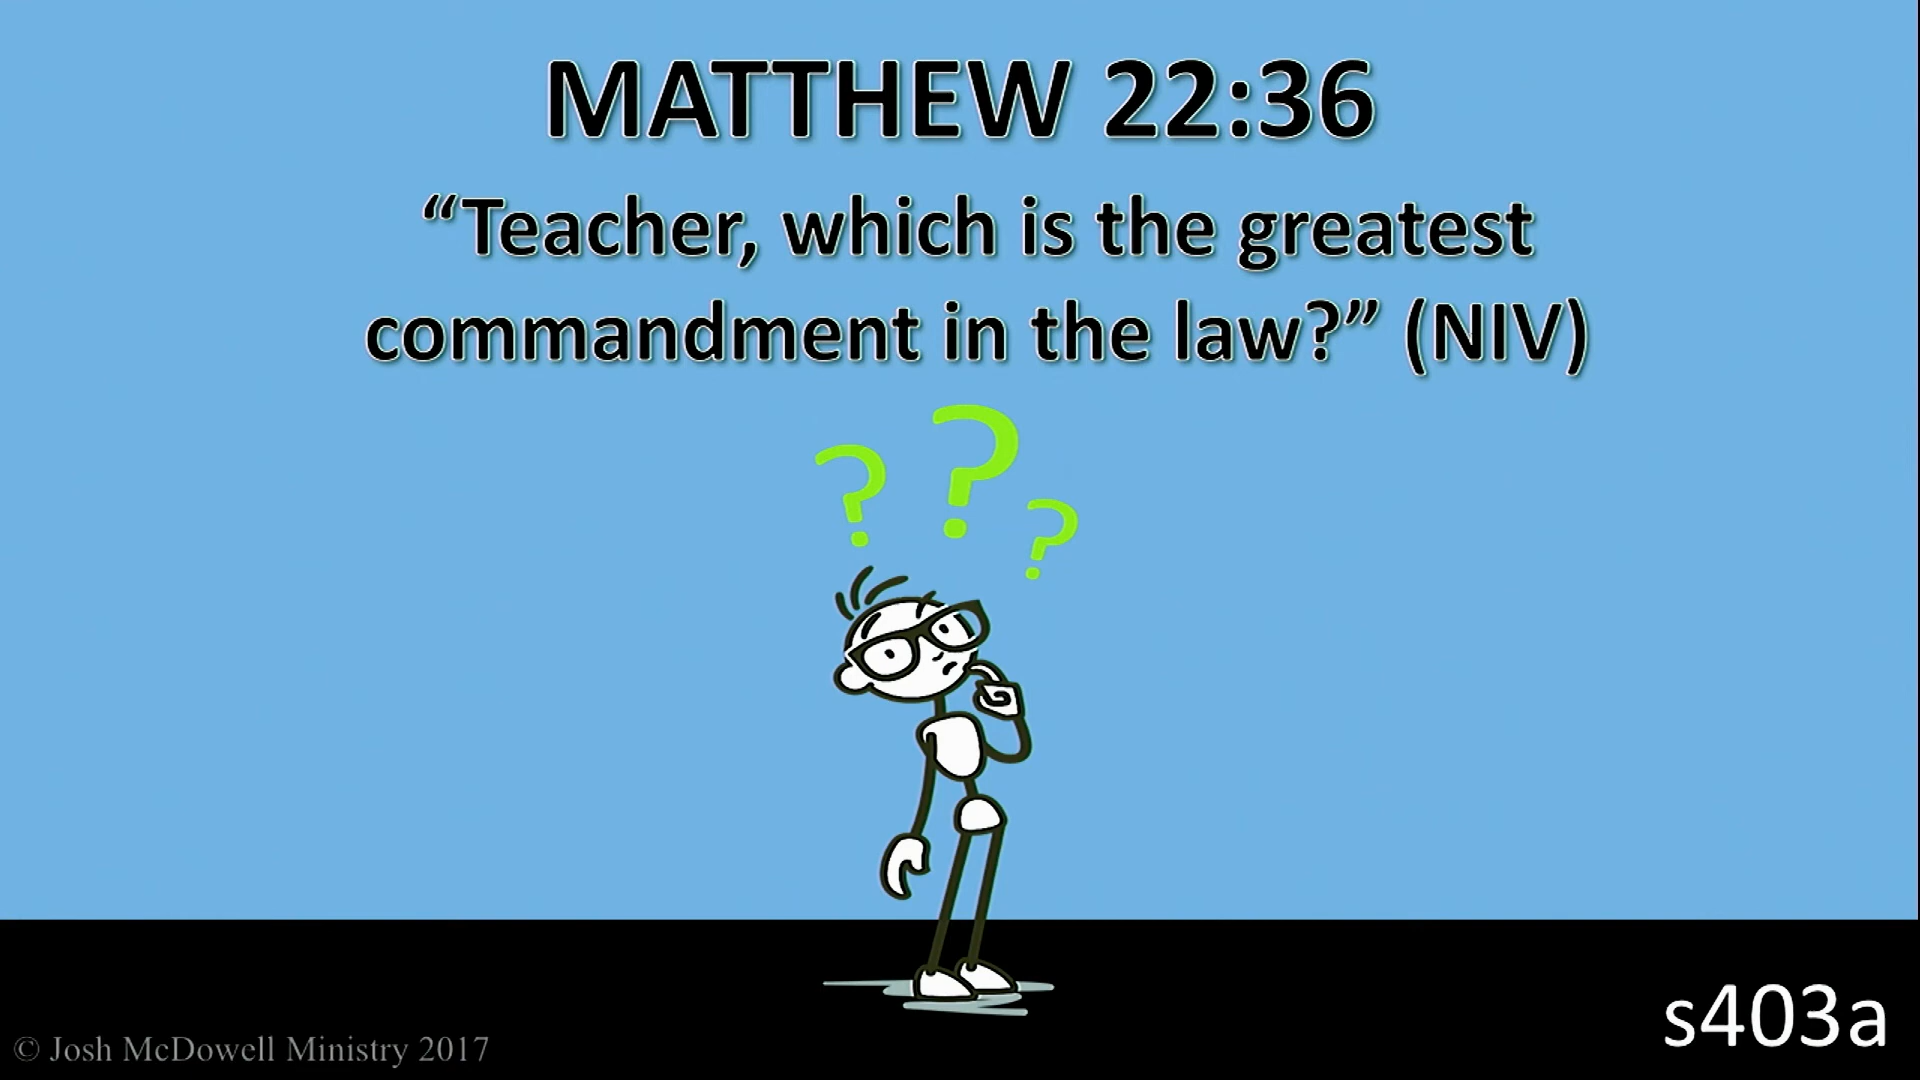 MATTHEW 22:36
“Teacher, which is the greatest
commandment in the law?” (NIV)
? ? ?
s403a
© Josh McDowell Ministry 2017